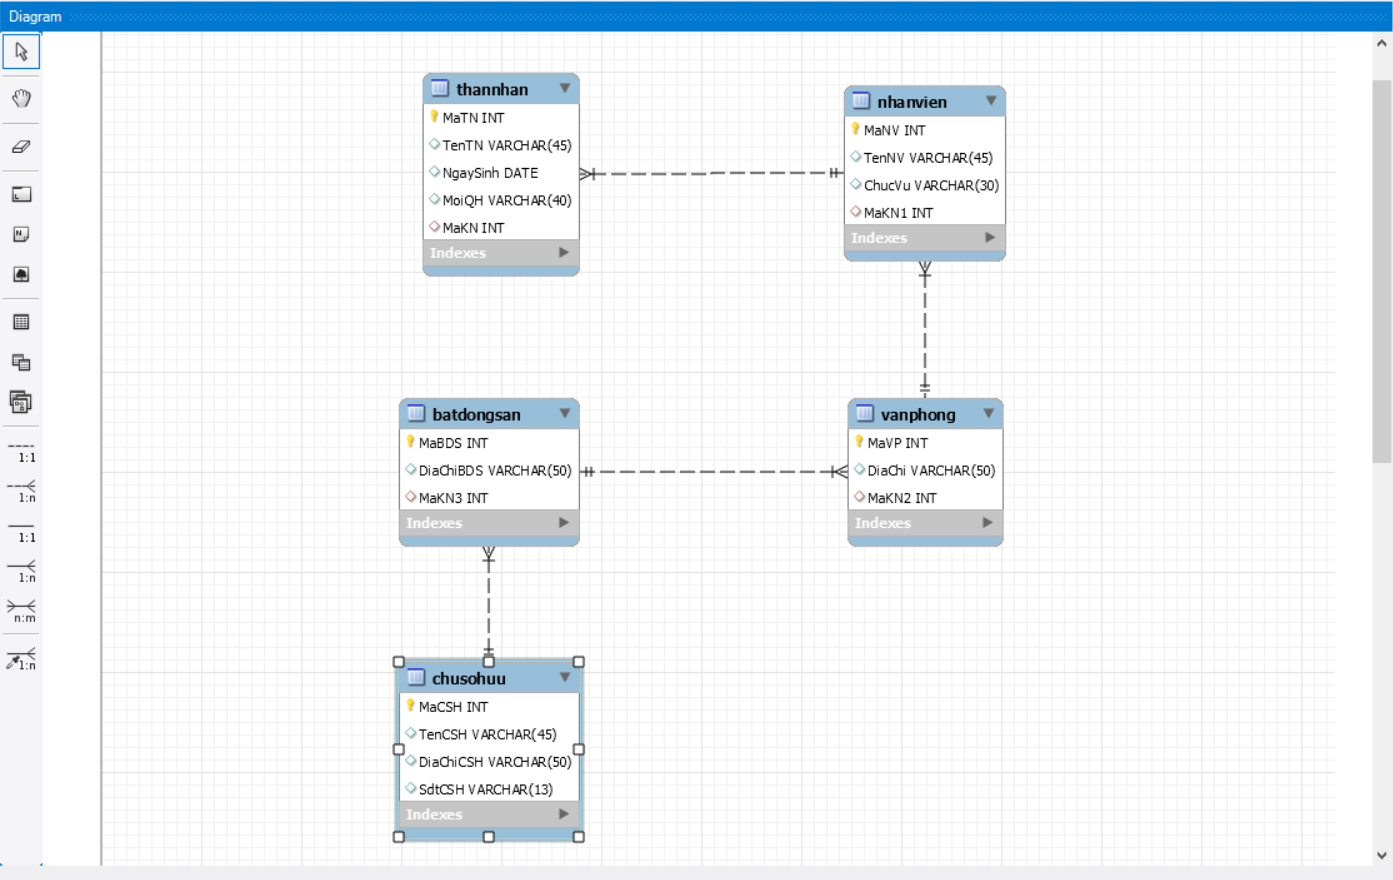 Diagram
thannhan
MaTN INT
TenTN VARCHAR(45)
NgaySinh DATE
MoiQH VARCHAR(40)
MaKN INT
Indexes
nhanvien
MaNV INT
TenNV VARCHAR(45)
ChucVu VARCHAR(30)
MaKN1 INT
Indexes
batdongsan
MaBDS INT
DiaChiBDS VARCHAR(50)
MaKN3 INT
Indexes
vanphong
MaVP INT
DiaChi VARCHAR(50)
MaKN2 INT
Indexes
chusohuu
MaCSH INT
TenCSH VARCHAR(45)
DiaChiCSH VARCHAR(50)
SdtCSH VARCHAR(13)
Indexes
1:1
1:n
1:1
1:n
n:m
1:n